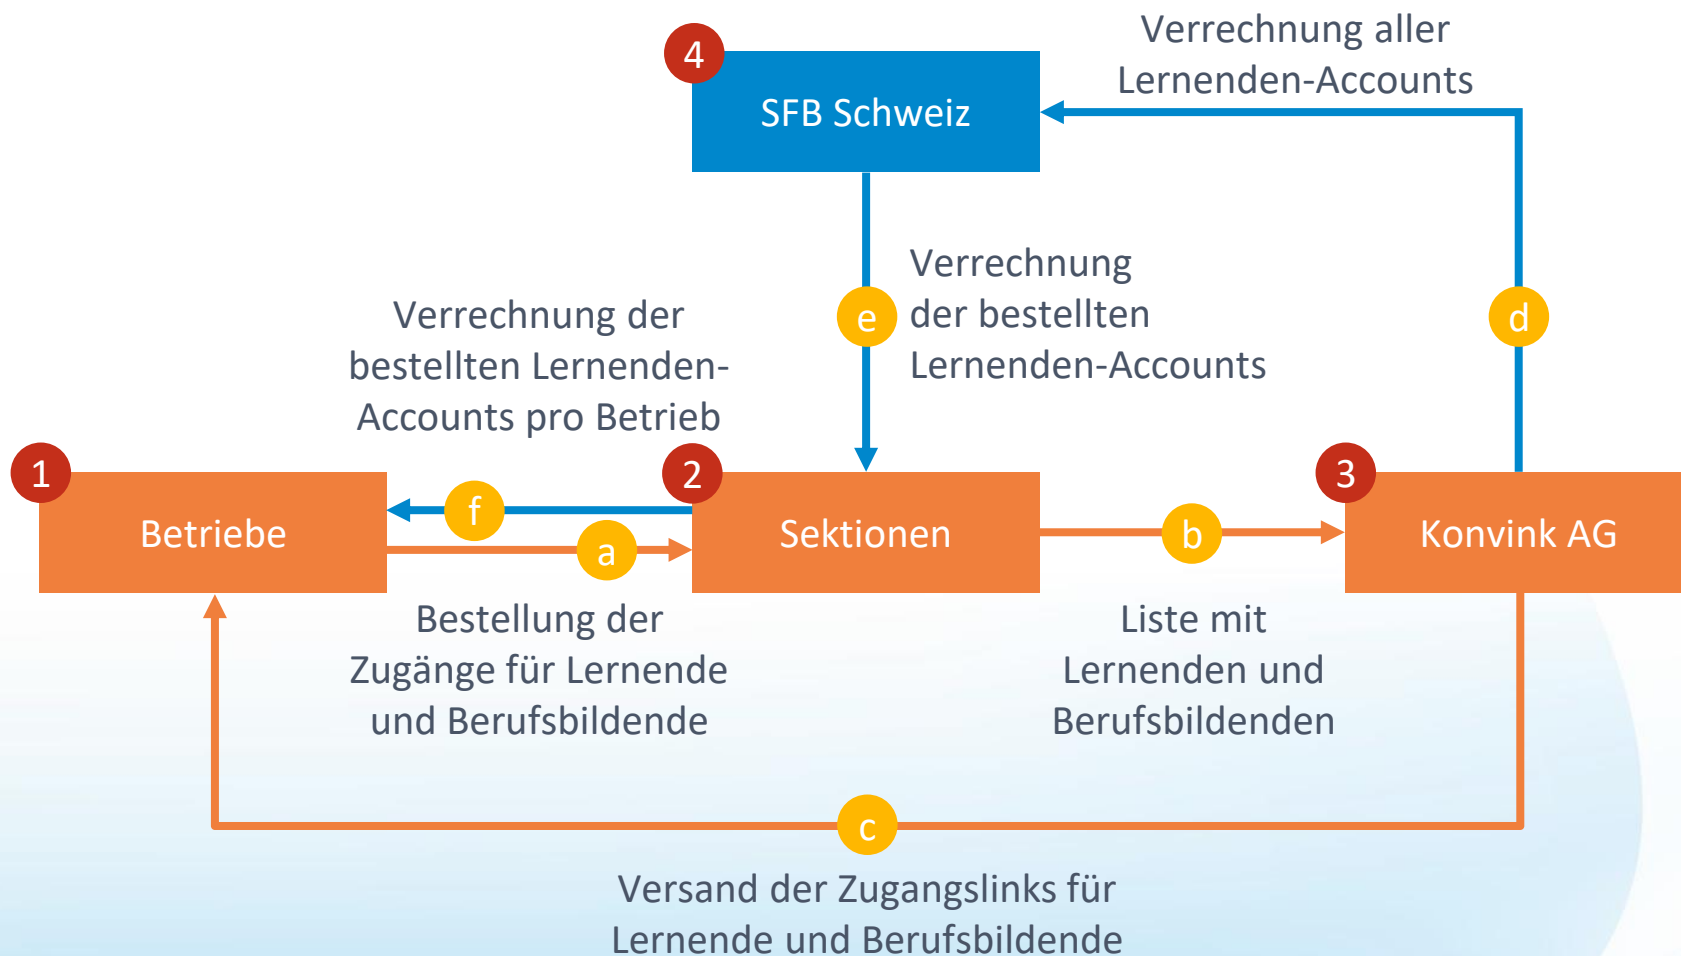 Verrechnung aller
Lernenden-Accounts
4
SFB Schweiz
e
Verrechnung
der bestellten
Lernenden-Accounts
d
Verrechnung der
bestellten Lernenden-
Accounts pro Betrieb
1
Betriebe
f
a
2
Sektionen
b
3
Konvink AG
Bestellung der
Zugänge für Lernende
und Berufsbildende
Liste mit
Lernenden und
Berufsbildenden
c
Versand der Zugangslinks für
Lernende und Berufsbildende